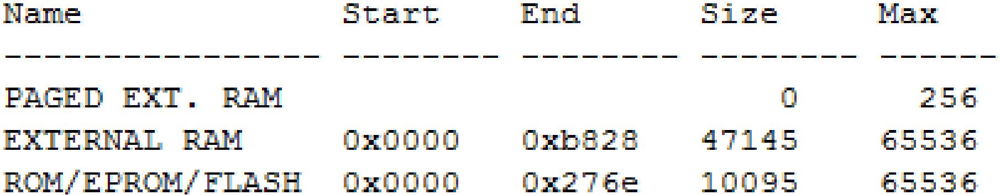 Name             Start    End      Size     Max
---------------- -------- -------- -------- ------
PAGED EXT. RAM                         0      256
EXTERNAL RAM     0x0000   0xb828   47145    65536
ROM/EPROM/FLASH  0x0000   0x276e   10095    65536